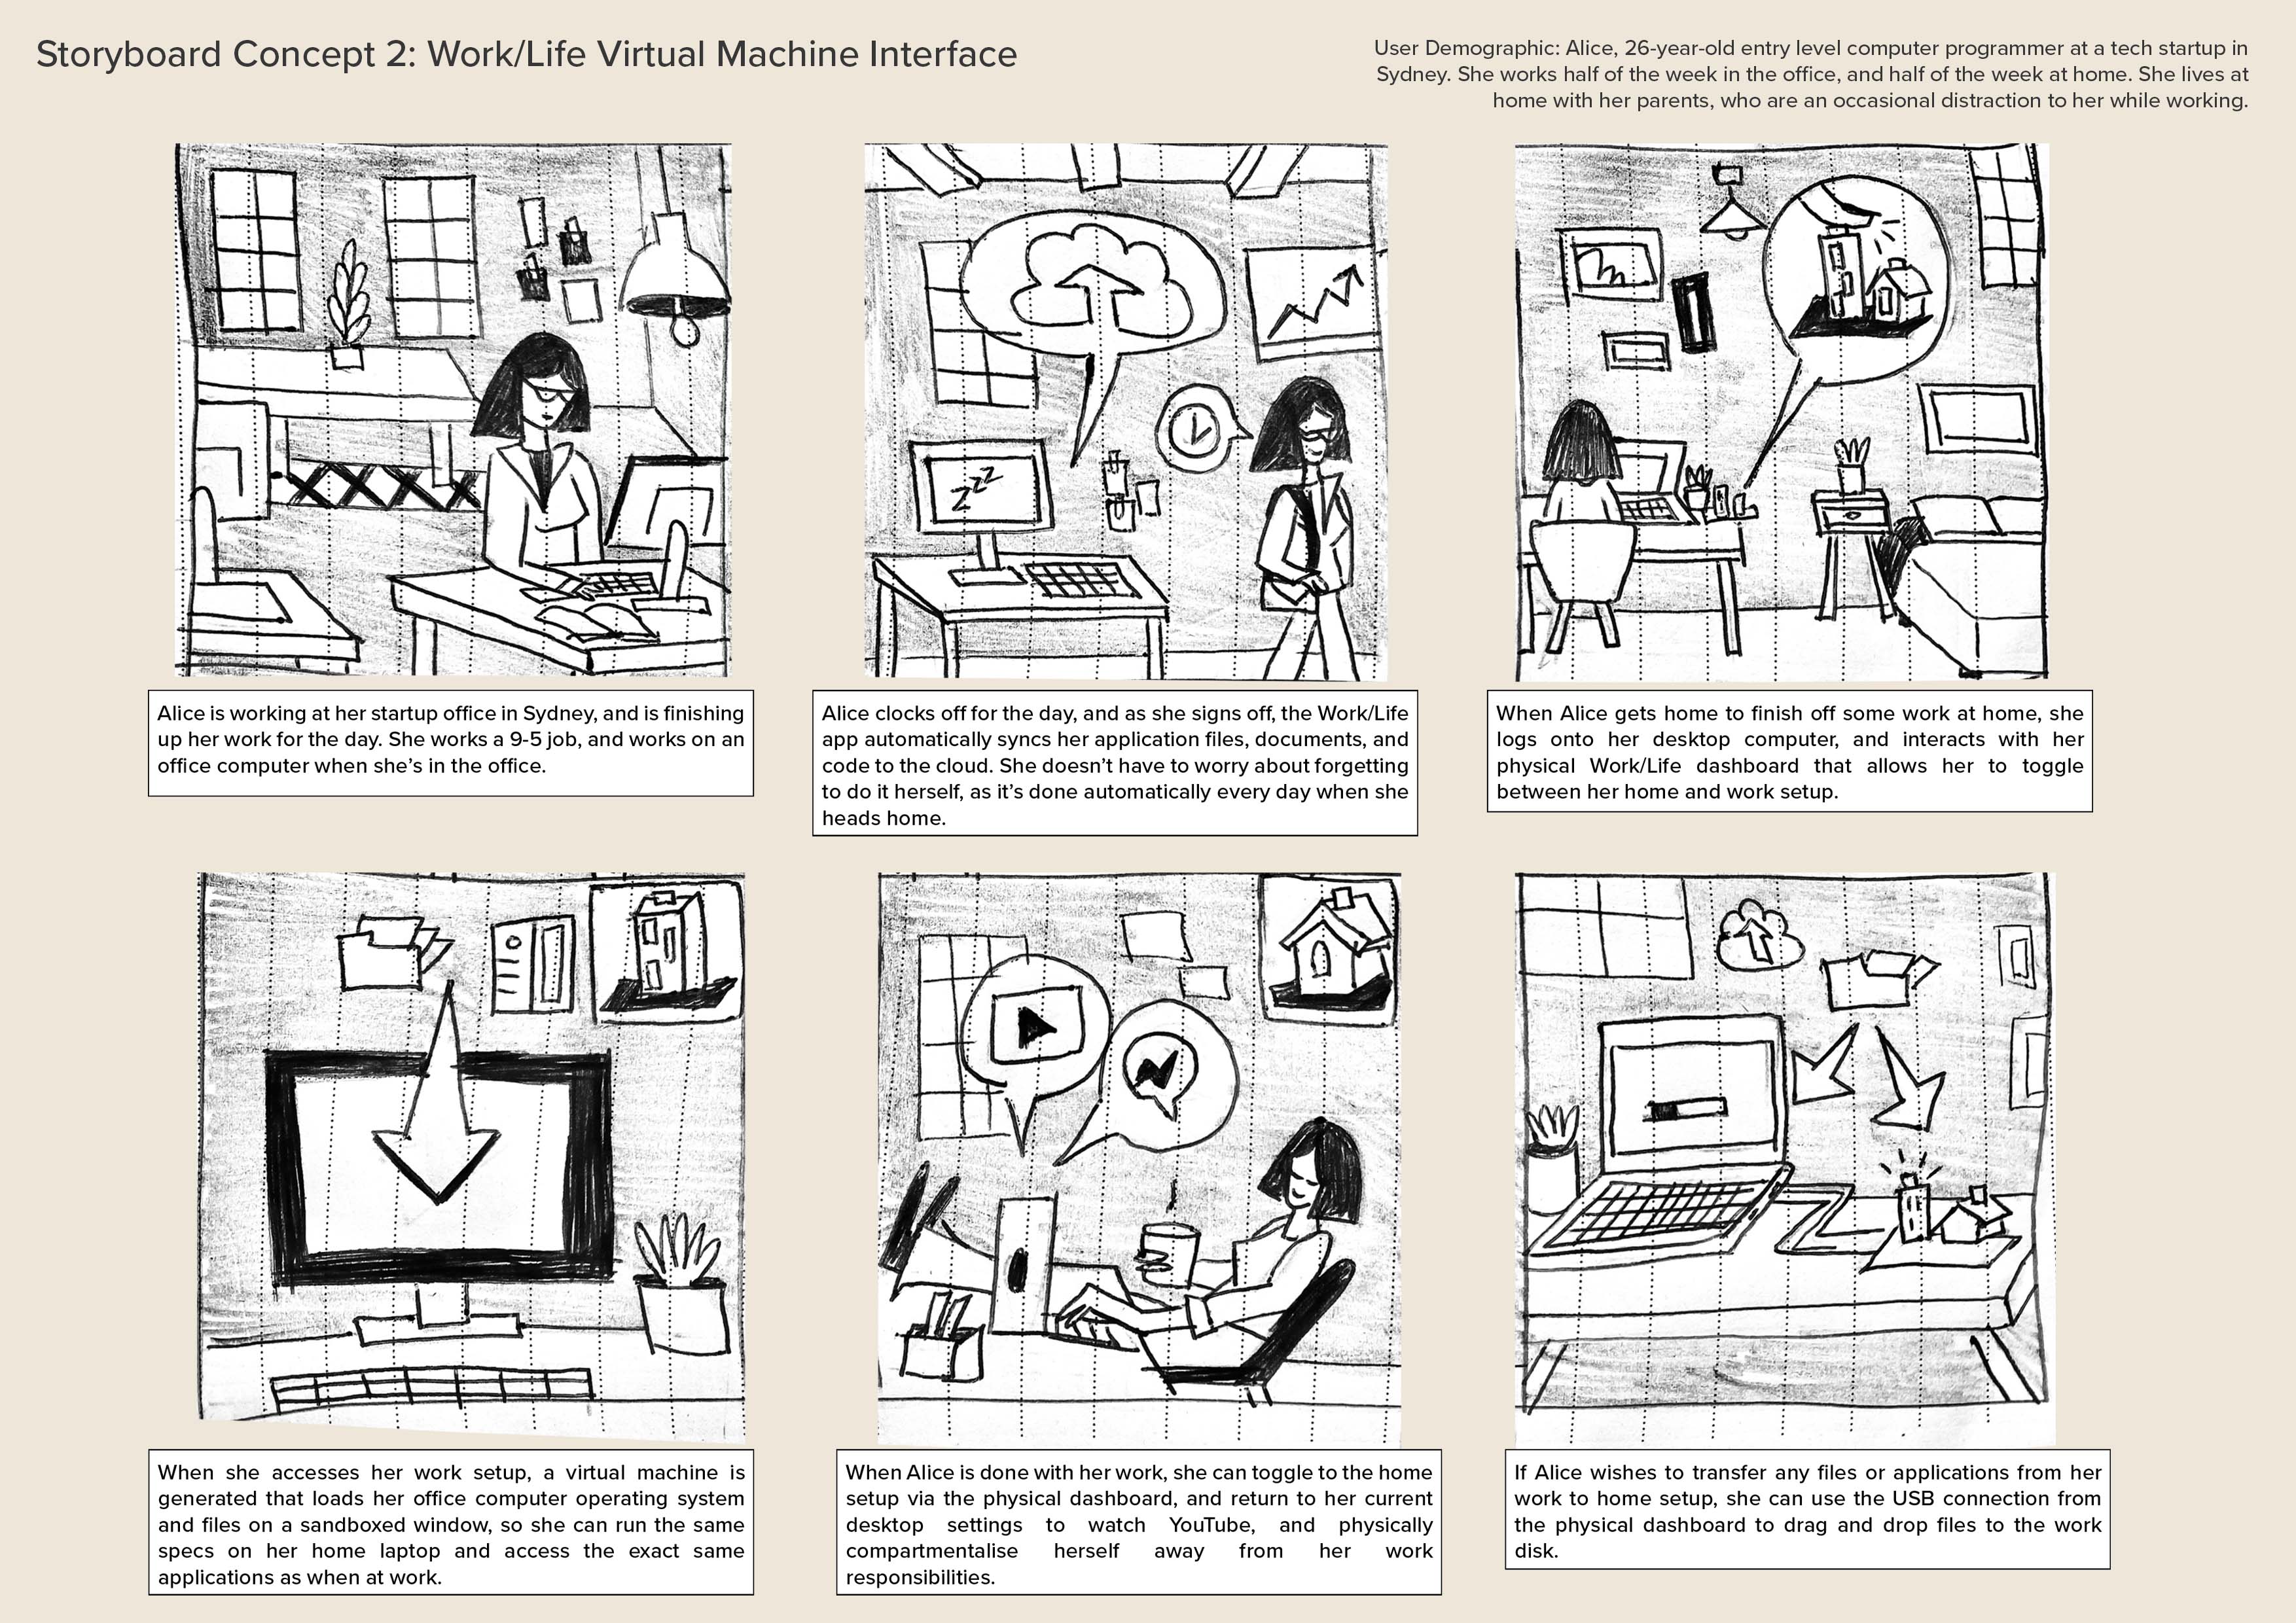 Storyboard Concept 2: Work/Life Virtual Machine Interface
User Demographic: Alice, 26-year-old entry level computer programmer at a tech startup in
Sydney. She works half of the week in the office, and half of the week at home. She lives at
home with her parents, who are an occasional distraction to her while working.
zzz
Alice is working at her startup office in Sydney, and is finishing
up her work for the day. She works a 9-5 job, and works on an
office computer when she’s in the office.
Alice clocks off for the day, and as she signs off, the Work/Life
app automatically syncs her application files, documents, and
code to the cloud. She doesn’t have to worry about forgetting
to do it herself, as it’s done automatically every day when she
heads home.
When Alice gets home to finish off some work at home, she
logs onto her desktop computer, and interacts with her
physical Work/Life dashboard that allows her to toggle
between her home and work setup.
When she accesses her work setup, a virtual machine is
generated that loads her office computer operating system
and files on a sandboxed window, so she can run the same
specs on her home laptop and access the exact same
applications as when at work.
When Alice is done with her work, she can toggle to the home
setup via the physical dashboard, and return to her current
desktop settings to watch YouTube, and physically
compartmentalise herself away from her work
responsibilities.
If Alice wishes to transfer any files or applications from her
work to home setup, she can use the USB connection from
the physical dashboard to drag and drop files to the work
disk.